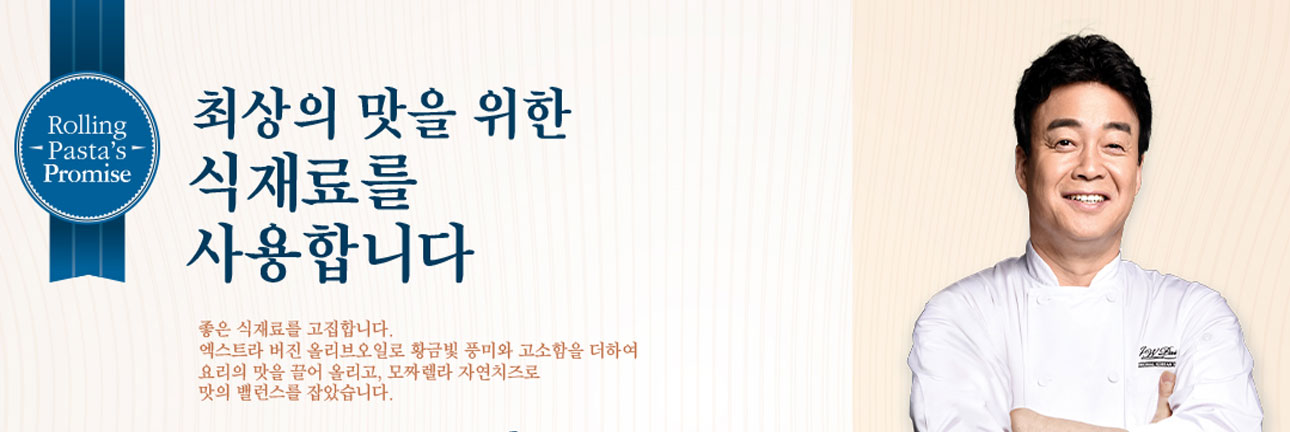 Rolling
Pasta's
Promise
최상의 맛을 위한
식재료를
사용합니다
좋은 식재료를 고집합니다.
엑스트라 버진 올리브오일로 황금빛 풍미와 고소함을 더하여
요리의 맛을 끌어 올리고, 모짜렐라 자연치즈로
맛의 밸런스를 잡았습니다.